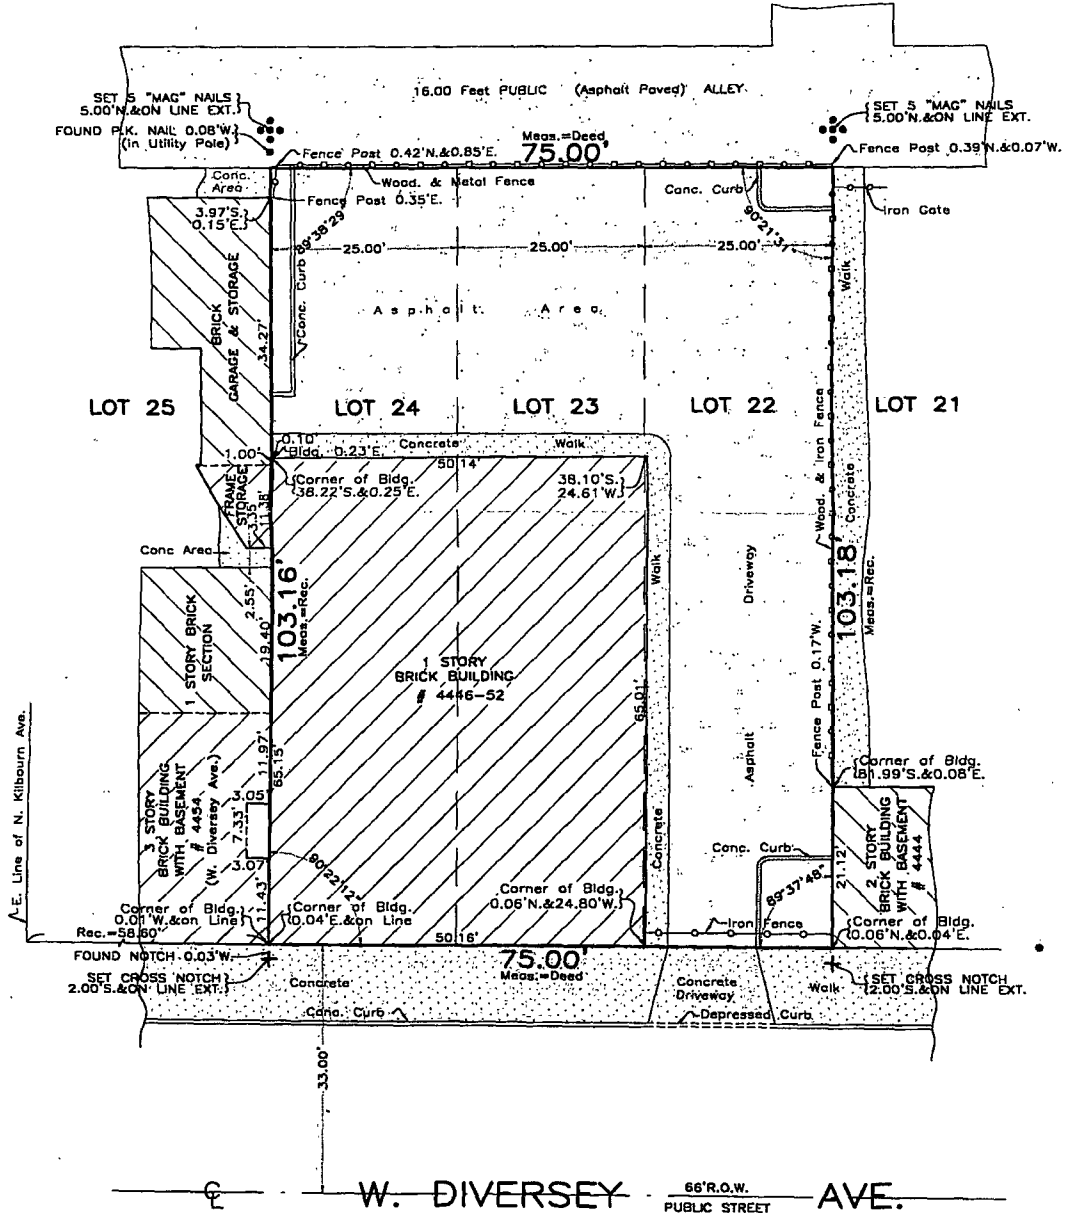 16.00 Feet PUBLIC (Asphalt Paved) ALLEY
SET 5 "MAG" NAILS
5.00'N.&ON LINE EXT.
FOUND P.K. NAIL 0.08'W.
(in Utility Pole)
SET 5 "MAG" NAILS
5.00'N.&ON LINE EXT.
Meas.=Deed
75.00'
Fence Post 0.42'N.&0.85'E.
Fence Post 0.39'N.&0.07'W.
Conc.
Area
Wood. & Metal Fence
Conc. Curb
Fence Post 0.35'E.
3.97'S.
0.15'E.
Iron Gate
89°38'29"
90°21'31"
25.00'
25.00'
25.00'
Conc. Curb
Walk
Asphalt Area
BRICK
GARAGE & STORAGE
34.27'
LOT 25
LOT 24
LOT 23
LOT 22
LOT 21
Wood. & Iron Fence
Concrete
0.10'
Bldg. 0.23'E.
Concrete Walk
1.00'
50.14'
Corner of Bldg.
38.22'S.&0.25'E.
38.10'S.
24.61'W.
FRAME
STORAGE
3.35'
11.38'
Conc Area
103.16'
Meas.=Rec.
Walk
Driveway
103.18'
Meas.=Rec.
2.55'
19.40'
1 STORY BRICK
SECTION
1 STORY
BRICK BUILDING
# 4446-52
65.01'
Fence Post 0.17'W.
E. Line of N. Kilbourn Ave.
11.97'
65.15'
Asphalt
Corner of Bldg.
81.99'S.&0.08'E.
3 STORY
BRICK BUILDING
WITH BASEMENT
# 4454
(W. Diversey Ave.)
3.05'
7.33'
3.07'
11.43'
90°22'12"
Concrete
Conc. Curb
89°37'48"
21.12'
2 STORY
BRICK BUILDING
WITH BASEMENT
# 4444
Corner of Bldg.
0.01'W.&on Line
Corner of Bldg.
0.04'E.&on Line
Corner of Bldg.
0.06'N.&24.80'W.
Iron Fence
Corner of Bldg.
0.06'N.&0.04'E.
Rec.=58.60'
50.16'
FOUND NOTCH 0.03'W.
75.00'
Meas.=Deed
SET CROSS NOTCH
2.00'S.&ON LINE EXT.
Concrete
Concrete
Driveway
Walk
SET CROSS NOTCH
2.00'S.&ON LINE EXT.
Conc. Curb
Depressed Curb
33.00'
CL
W. DIVERSEY AVE.
66'R.O.W.
PUBLIC STREET